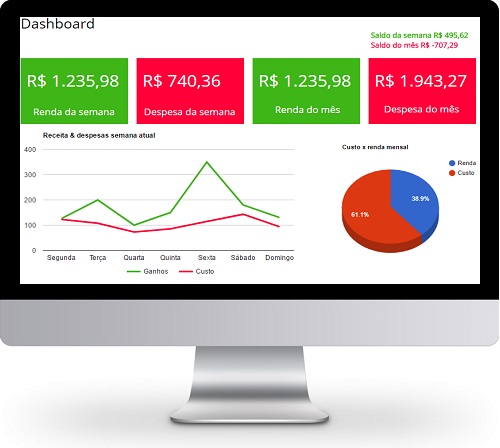 Dashboard
Saldo da semana R$ 495,62
Saldo do mês R$ -707,29
R$ 1.235,98
Renda da semana
R$ 740,36
Despesa da semana
R$ 1.235,98
Renda do mês
R$ 1.943,27
Despesa do mês
Receita & despesas semana atual
400
300
200
100
0
Segunda Terça Quarta Quinta Sexta Sábado Domingo
Ganhos Custo
Custo x renda mensal
Renda
Custo
38.9%
61.1%